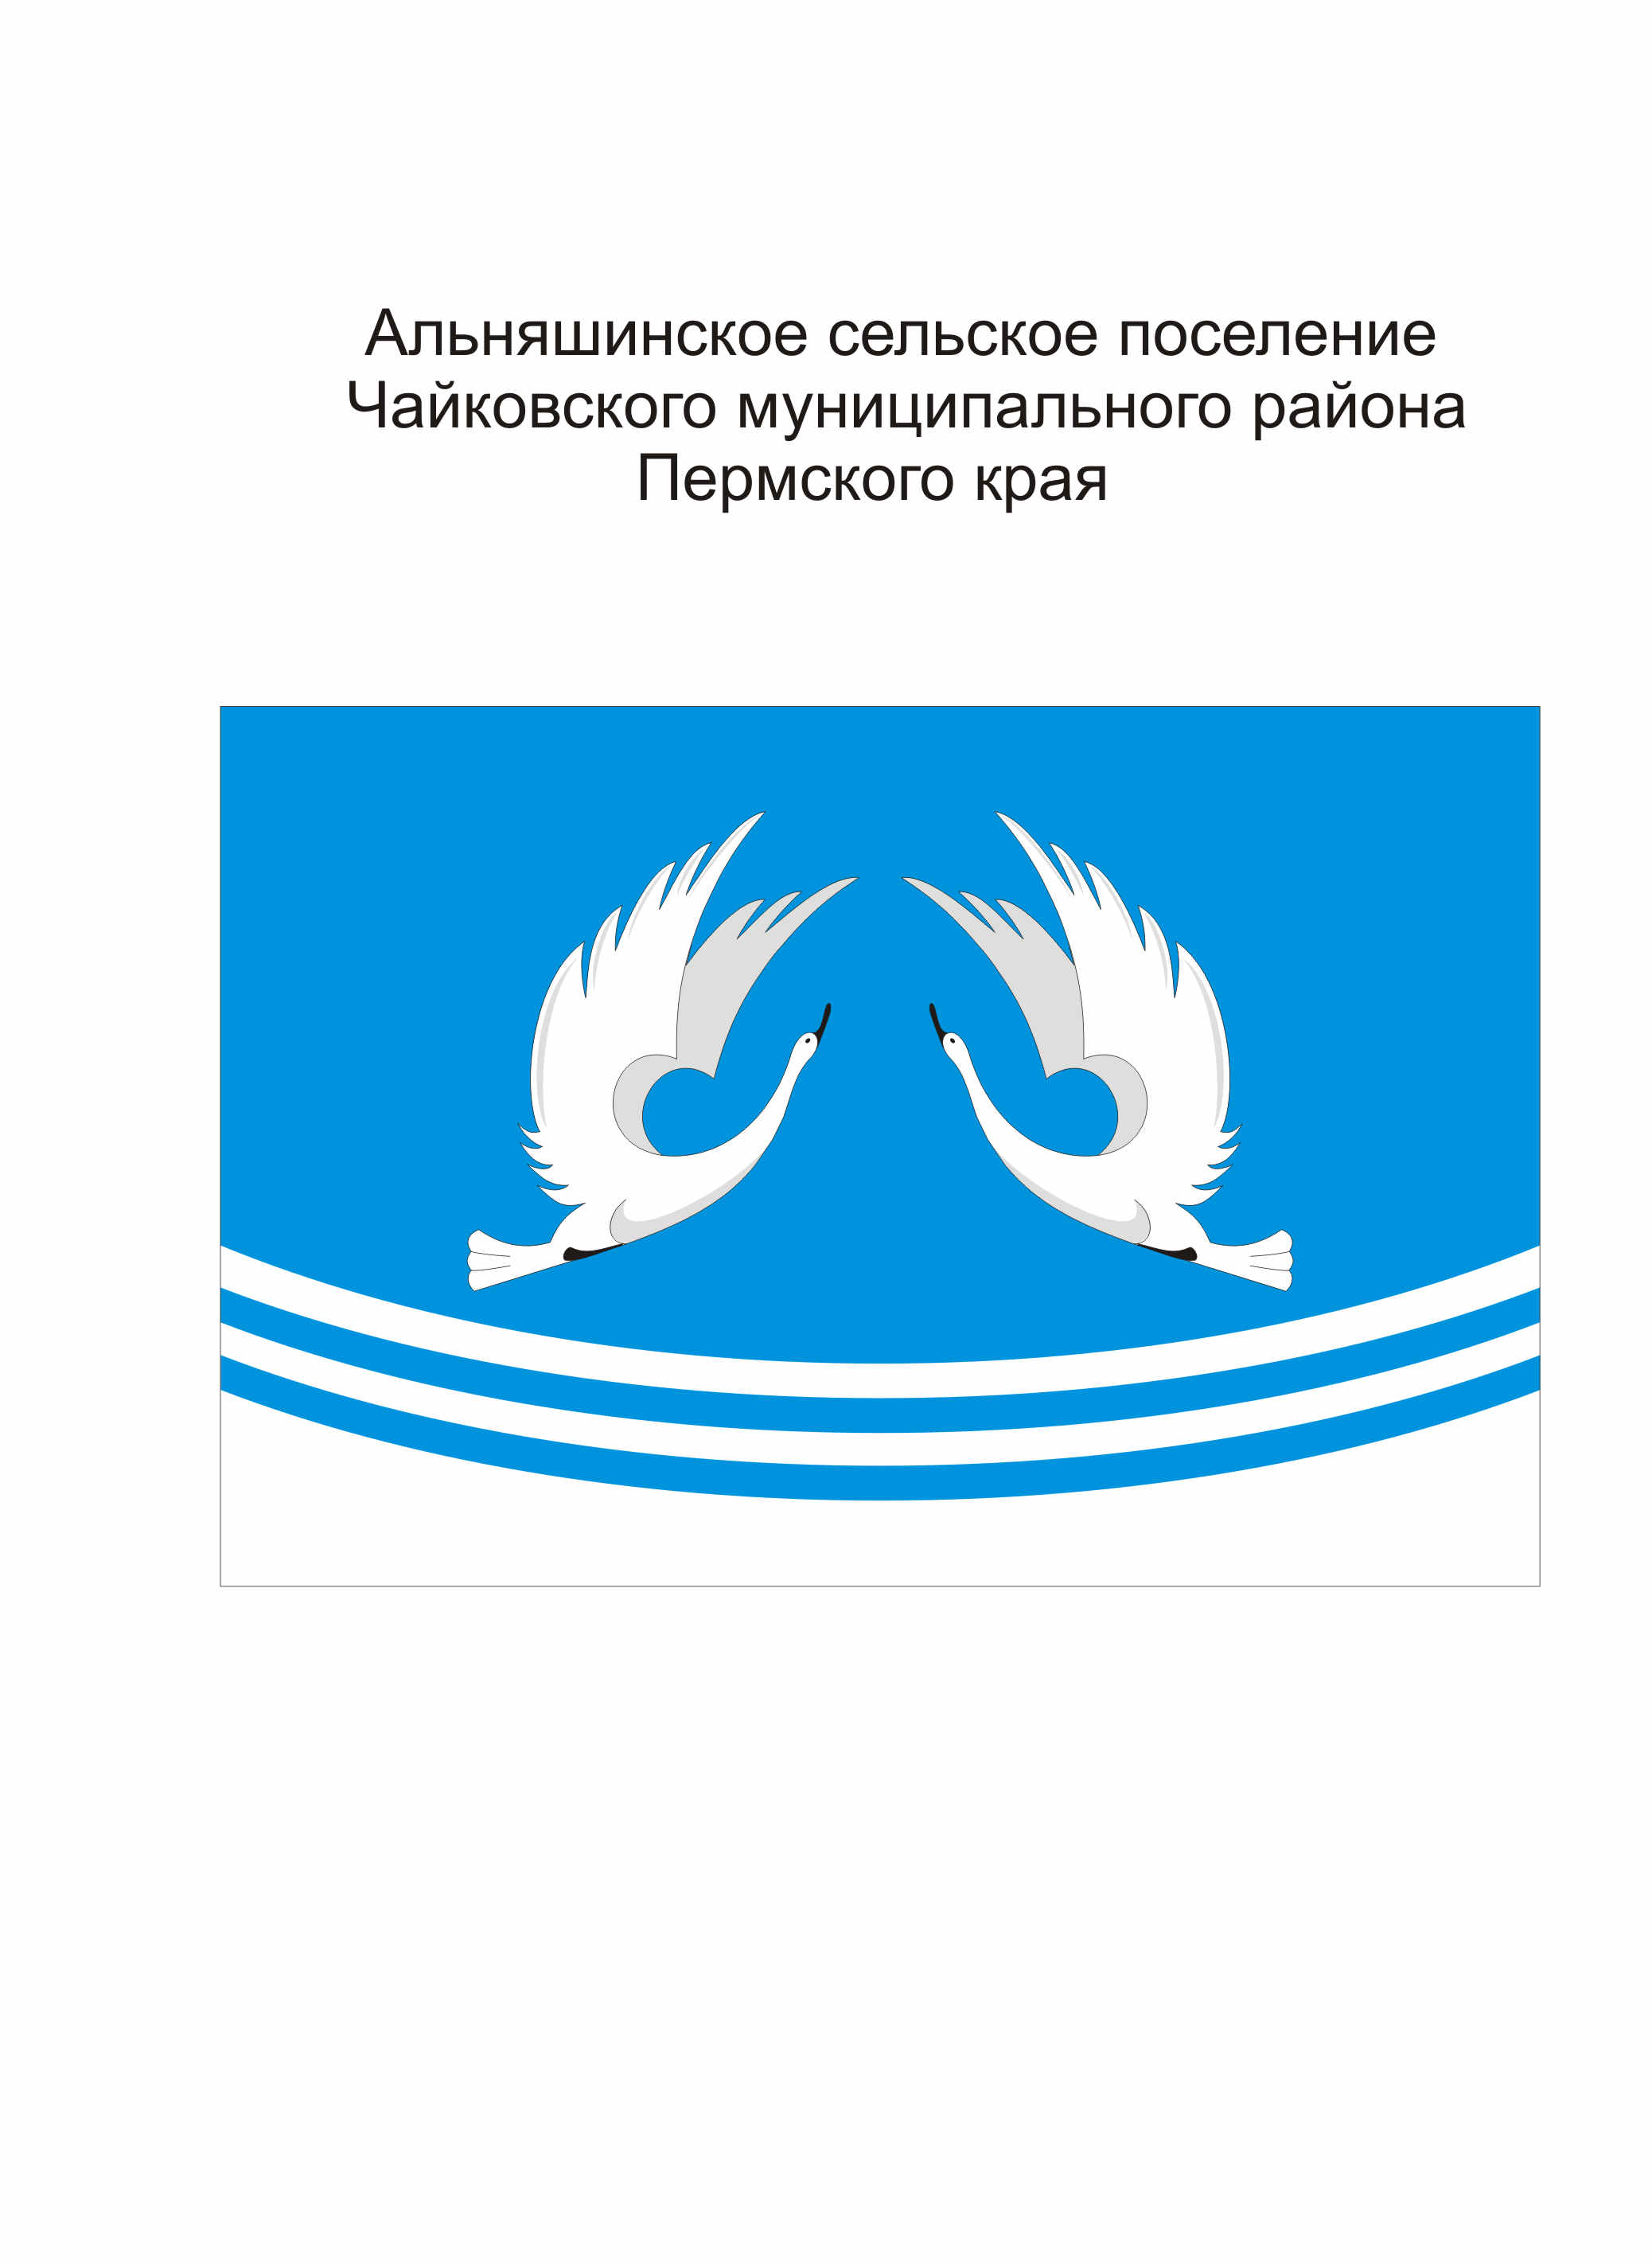 Альняшинское сельское поселение
Чайковского муниципального района
Пермского края